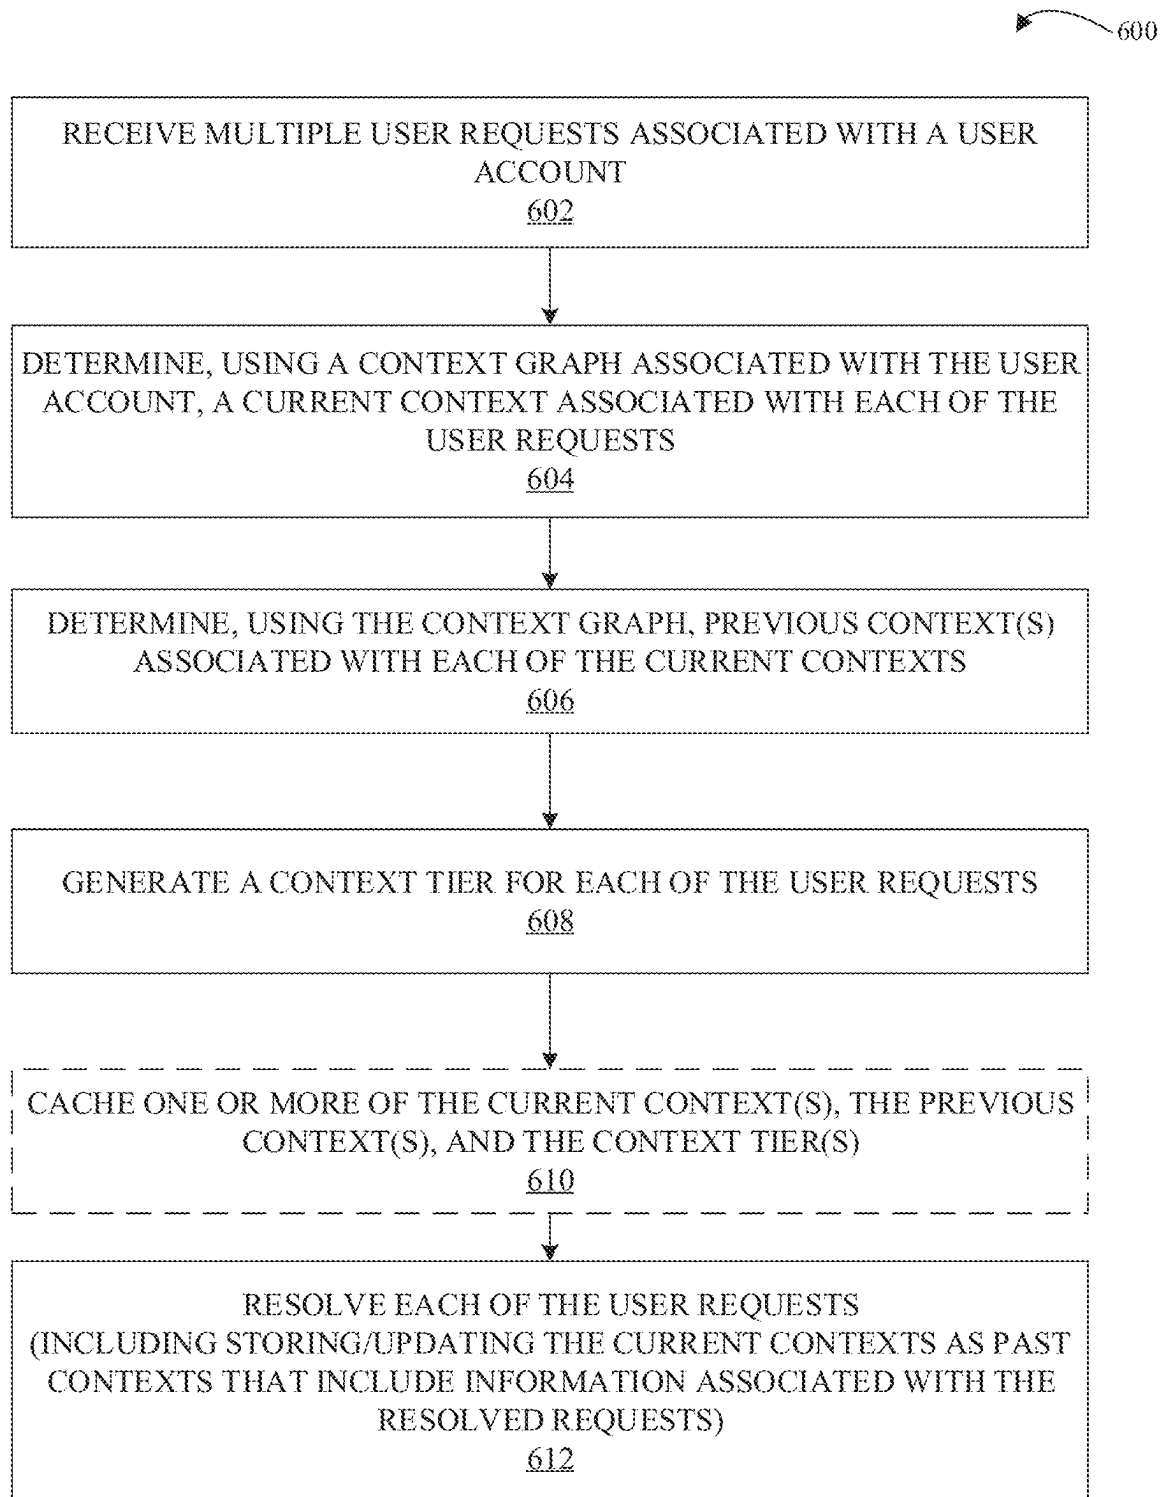 600
RECEIVE MULTIPLE USER REQUESTS ASSOCIATED WITH A USER
ACCOUNT
602
DETERMINE, USING A CONTEXT GRAPH ASSOCIATED WITH THE USER
ACCOUNT, A CURRENT CONTEXT ASSOCIATED WITH EACH OF THE
USER REQUESTS
604
DETERMINE, USING THE CONTEXT GRAPH, PREVIOUS CONTEXT(S)
ASSOCIATED WITH EACH OF THE CURRENT CONTEXTS
606
GENERATE A CONTEXT TIER FOR EACH OF THE USER REQUESTS
608
CACHE ONE OR MORE OF THE CURRENT CONTEXT(S), THE PREVIOUS
CONTEXT(S), AND THE CONTEXT TIER(S)
610
RESOLVE EACH OF THE USER REQUESTS
(INCLUDING STORING/UPDATING THE CURRENT CONTEXTS AS PAST
CONTEXTS THAT INCLUDE INFORMATION ASSOCIATED WITH THE
RESOLVED REQUESTS)
612